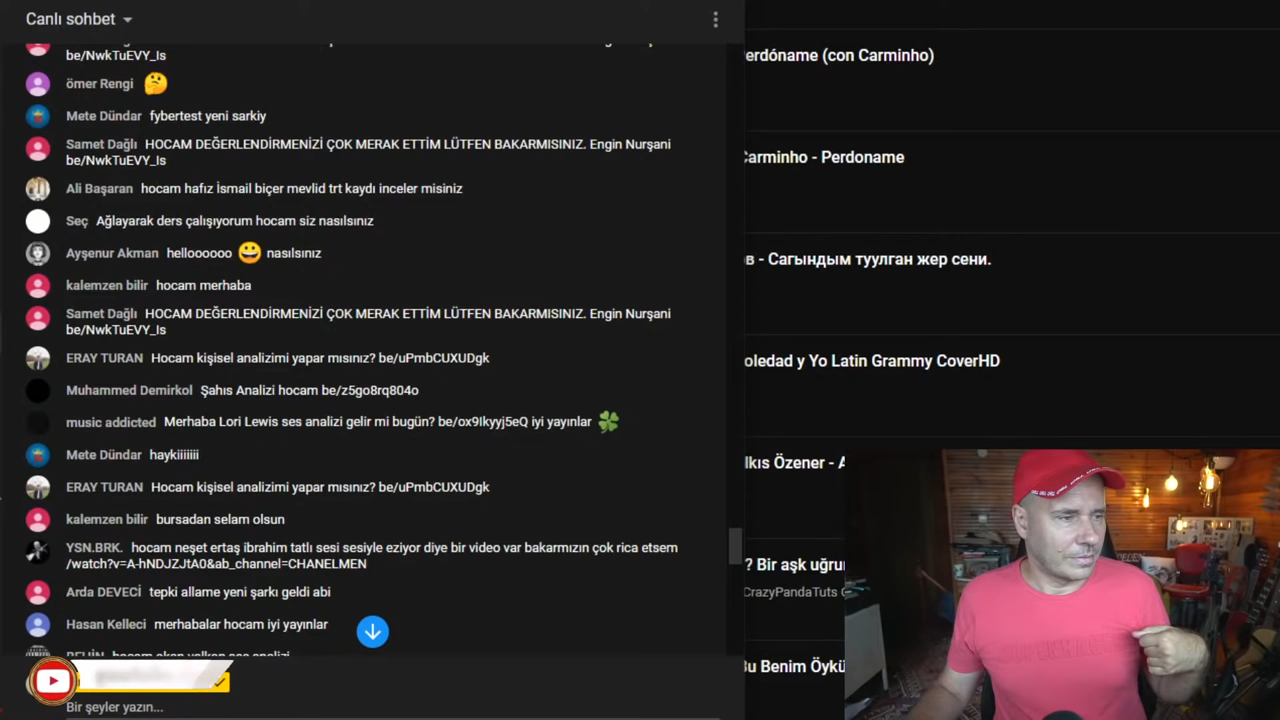 Canlı sohbet
be/NwkTuEVY_Is
ömer Rengi 🤔
Mete Dündar fybertest yeni sarkiy
Samet Dağlı HOCAM DEĞERLENDİRMENİZİ ÇOK MERAK ETTİM LÜTFEN BAKARMISINIZ. Engin Nurşani
be/NwkTuEVY_Is
Ali Başaran hocam hafız İsmail biçer mevlid trt kaydı inceler misiniz
Seç Ağlayarak ders çalışıyorum hocam siz nasılsınız
Ayşenur Akman helloooooo 😀 nasılsınız
kalemzen bilir hocam merhaba
Samet Dağlı HOCAM DEĞERLENDİRMENİZİ ÇOK MERAK ETTİM LÜTFEN BAKARMISINIZ. Engin Nurşani
be/NwkTuEVY_Is
ERAY TURAN Hocam kişisel analizimi yapar mısınız? be/uPmbCUXUDgk
Muhammed Demirkol Şahıs Analizi hocam be/z5go8rq804o
music addicted Merhaba Lori Lewis ses analizi gelir mi bugün? be/ox9Ikyyj5eQ iyi yayınlar 🍀
Mete Dündar haykiiiiiii
ERAY TURAN Hocam kişisel analizimi yapar mısınız? be/uPmbCUXUDgk
kalemzen bilir bursadan selam olsun
YSN.BRK. hocam neşet ertaş ibrahim tatlı sesi sesiyle eziyor diye bir video var bakarmızın çok rica etsem
/watch?v=A-hNDJZJtA0&ab_channel=CHANELMEN
Arda DEVECİ tepki allame yeni şarkı geldi abi
Hasan Kelleci merhabalar hocam iyi yayınlar
Bir şeyler yazın...
erdóname (con Carminho)
Carminho - Perdoname
в - Сагындым туулган жер сени.
oledad y Yo Latin Grammy CoverHD
lkıs Özener - A
? Bir aşk uğrun
CrazyPandaTuts
Bu Benim Öykü